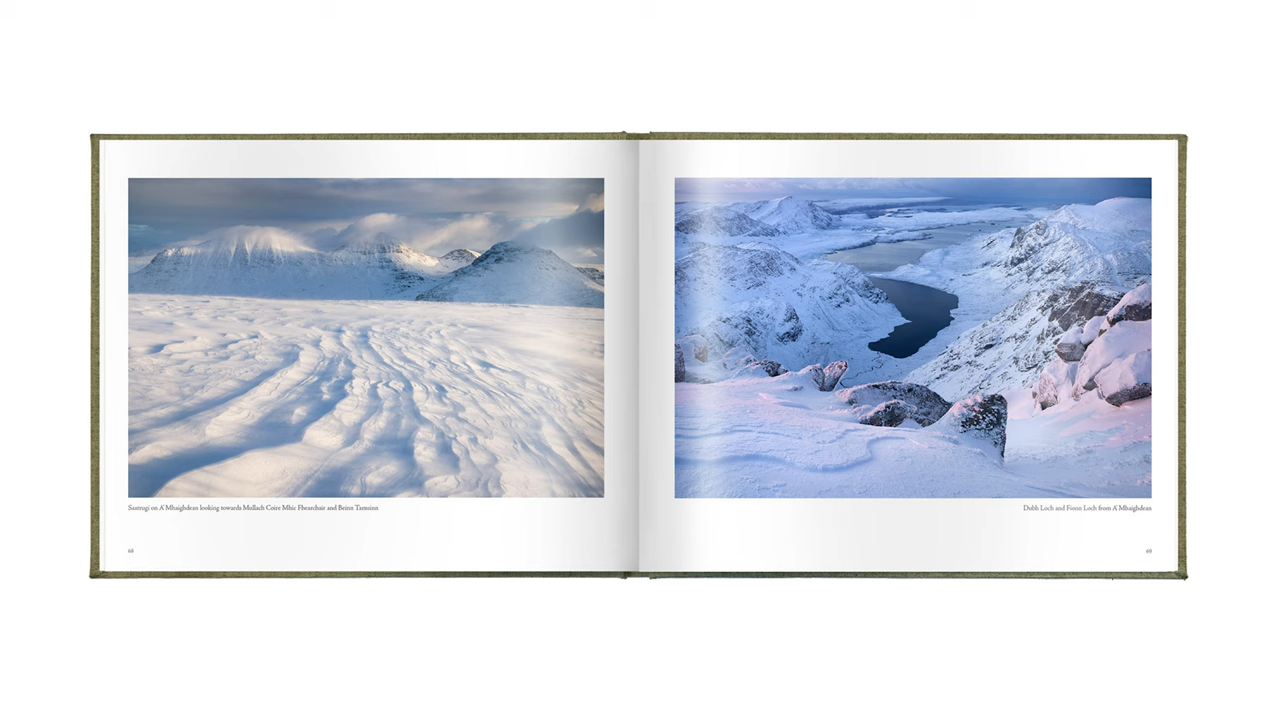 Sastrugi on A'Mhaighdean looking towards Mullach Coire Mhic Fhearchair and Beinn Tarsuinn
Dubh Loch and Fionn Loch from A'Mhaighdean
68
69